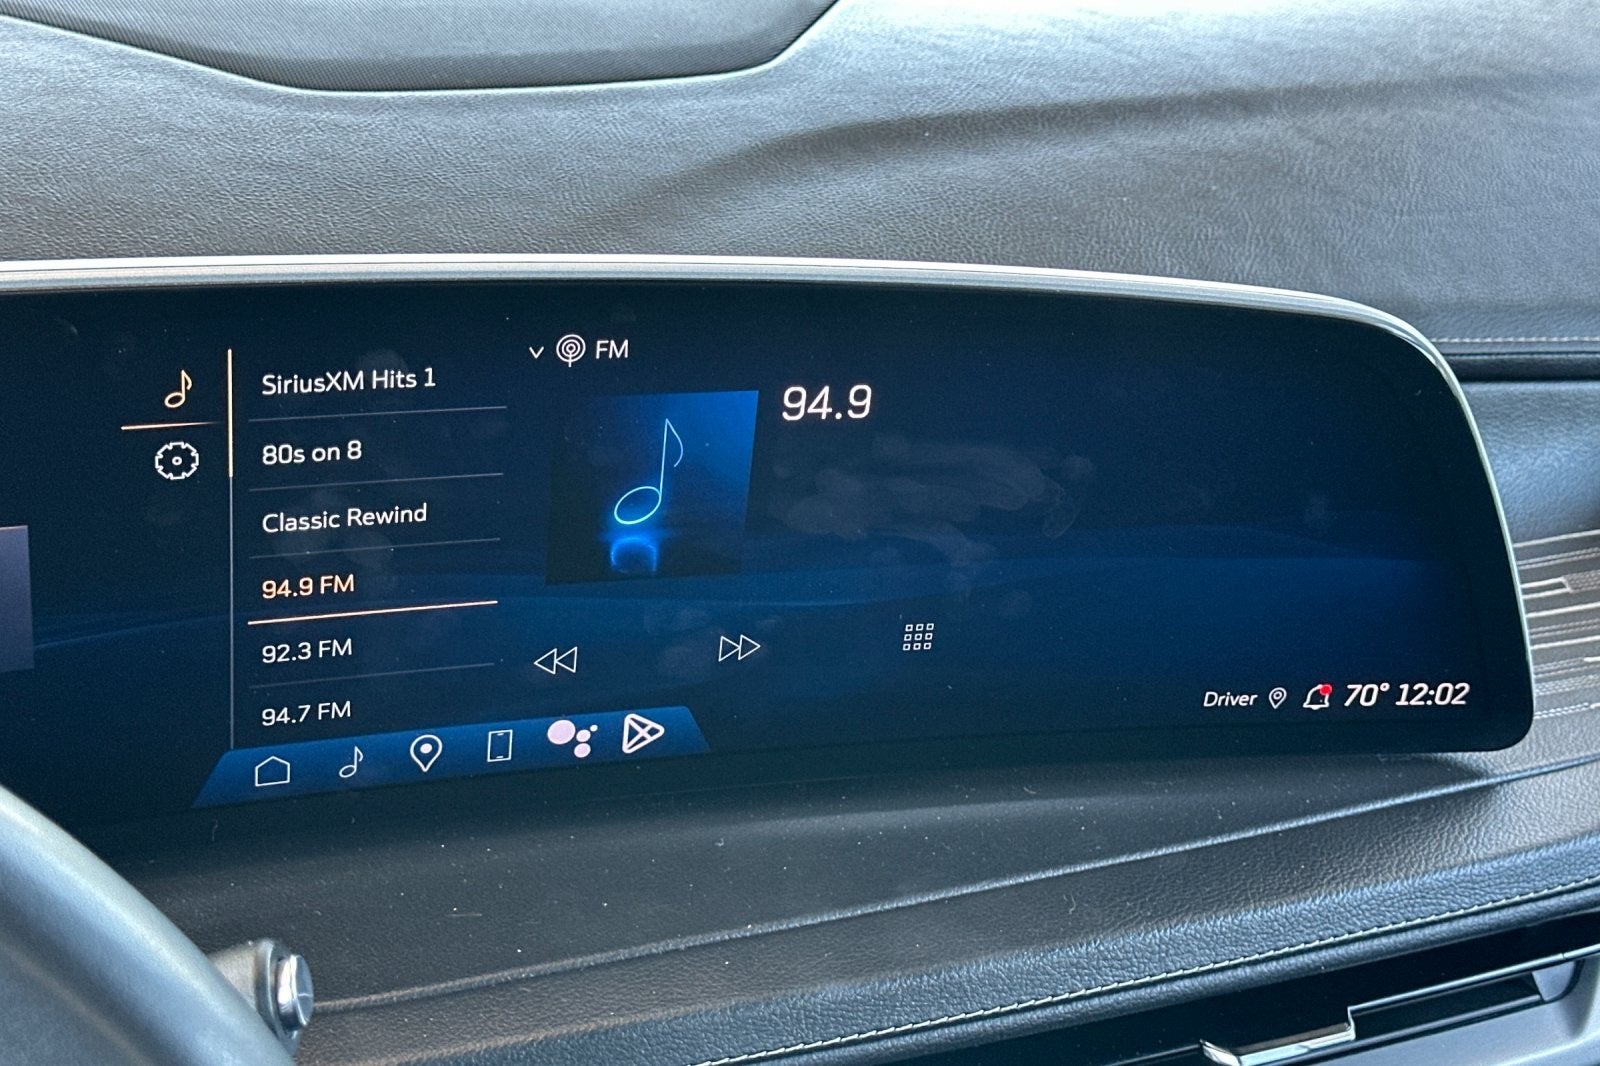 SiriusXM Hits 1
80s on 8
Classic Rewind
94.9 FM
92.3 FM
94.7 FM
FM
94.9
Driver 70° 12:02